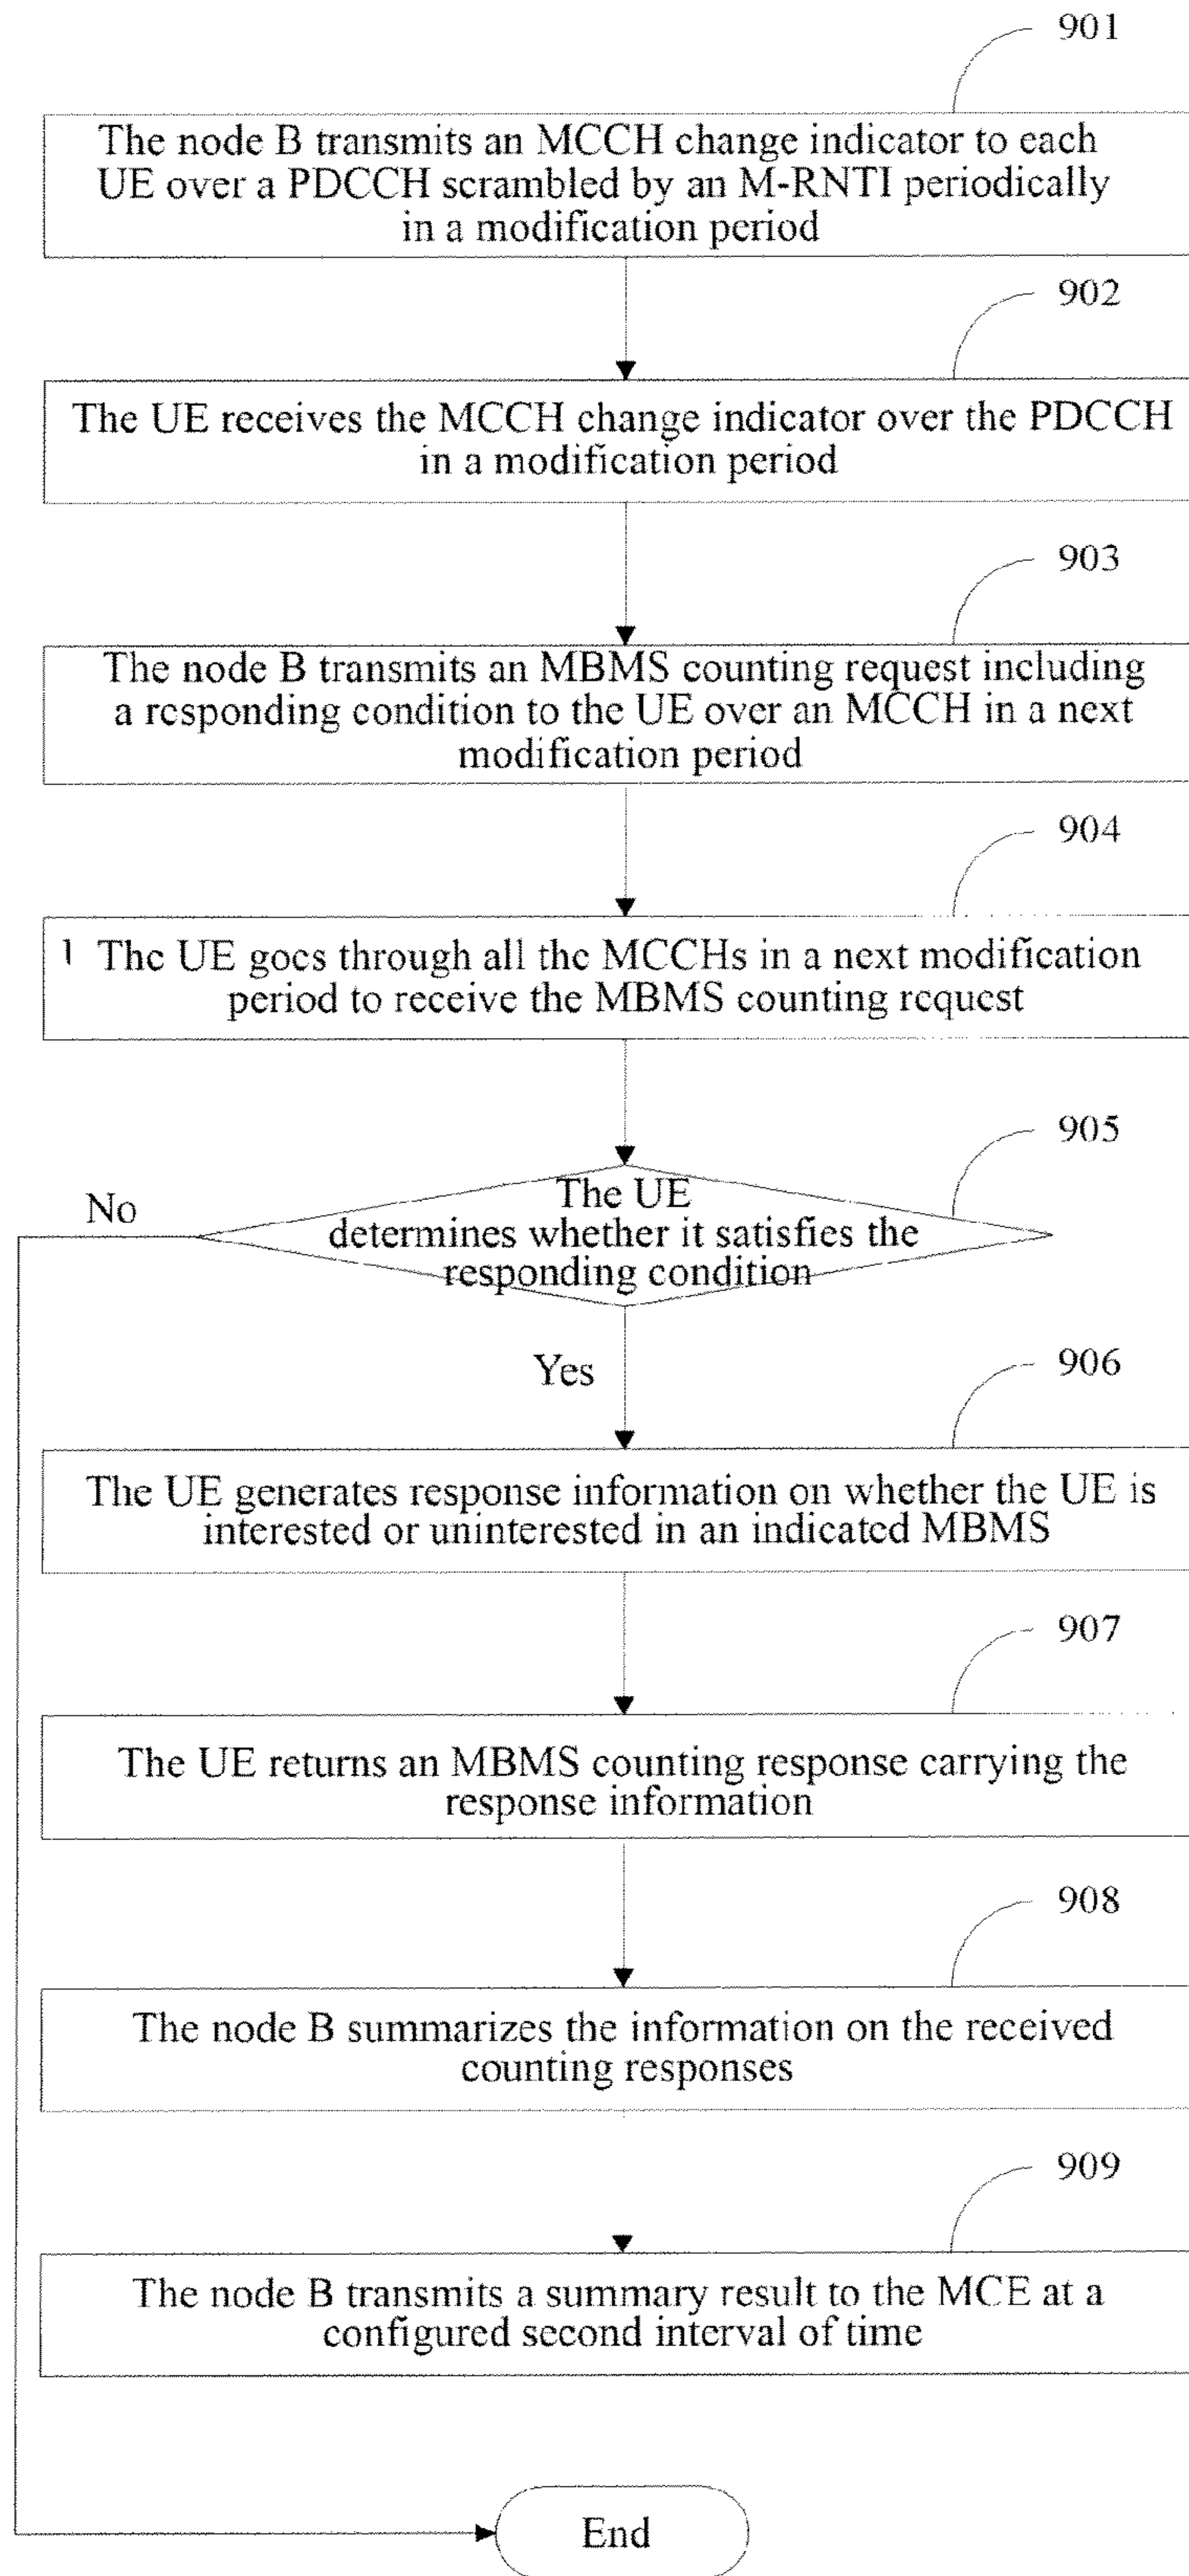 901
The node B transmits an MCCH change indicator to each
UE over a PDCCH scrambled by an M-RNTI periodically
in a modification period
902
The UE receives the MCCH change indicator over the PDCCH
in a modification period
903
The node B transmits an MBMS counting request including
a responding condition to the UE over an MCCH in a next
modification period
904
The UE goes through all the MCCHs in a next modification
period to receive the MBMS counting request
905
No
The UE
determines whether it satisfies the
responding condition
Yes
906
The UE generates response information on whether the UE is
interested or uninterested in an indicated MBMS
907
The UE returns an MBMS counting response carrying the
response information
908
The node B summarizes the information on the received
counting responses
909
The node B transmits a summary result to the MCE at a
configured second interval of time
End